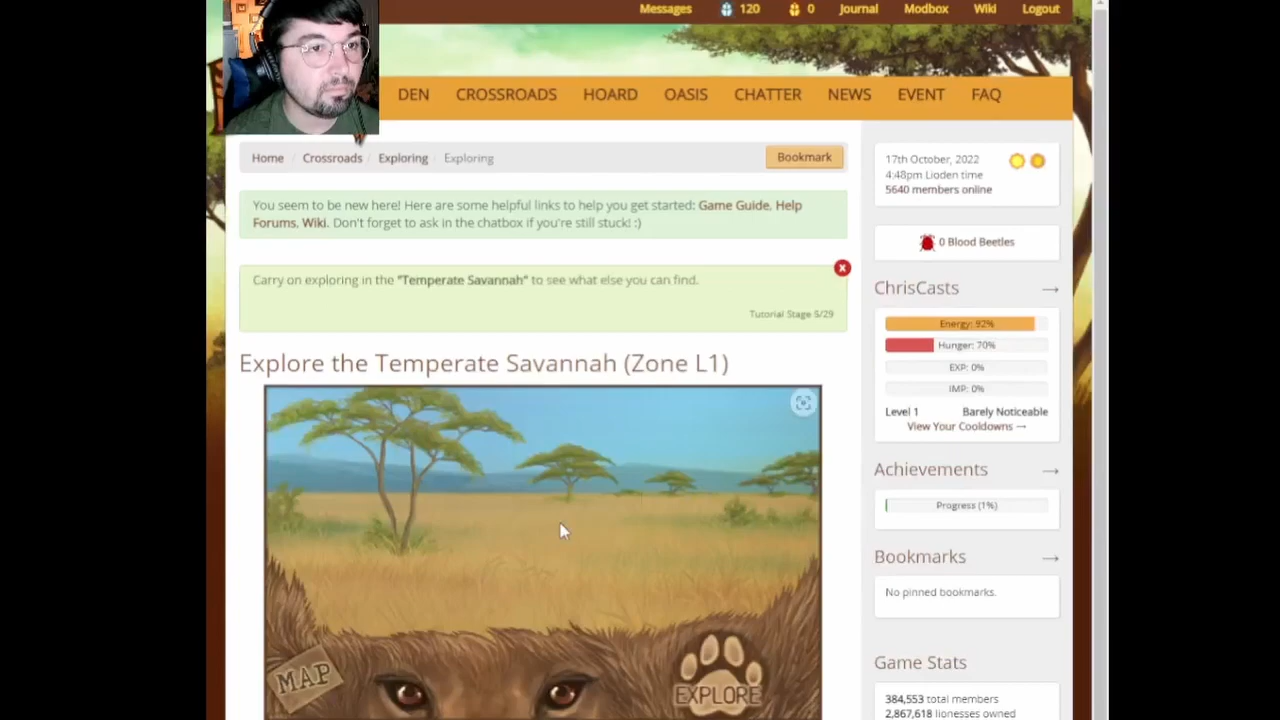 Messages 120 0 Journal Modbox Wiki Logout
DEN CROSSROADS HOARD OASIS CHATTER NEWS EVENT FAQ
Home / Crossroads / Exploring / Exploring
Bookmark
You seem to be new here! Here are some helpful links to help you get started: Game Guide, Help
Forums, Wiki. Don't forget to ask in the chatbox if you're still stuck! :)
Carry on exploring in the "Temperate Savannah" to see what else you can find.
Tutorial Stage 5/29
Explore the Temperate Savannah (Zone L1)
MAP
EXPLORE
17th October, 2022
4:48pm Lioden time
5640 members online
0 Blood Beetles
ChrisCasts →
Energy: 92%
Hunger: 70%
EXP: 0%
IMP: 0%
Level 1 Barely Noticeable
View Your Cooldowns →
Achievements →
Progress (1%)
Bookmarks →
No pinned bookmarks.
Game Stats
384,553 total members
2,867,618 lionesses owned